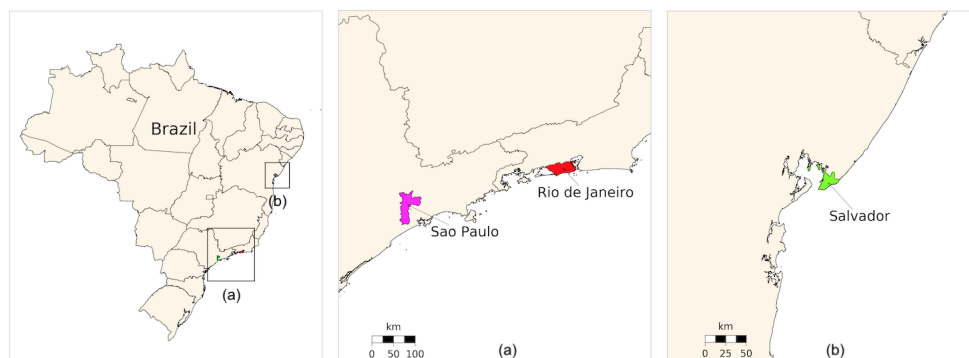 Brazil
(b)
(a)
Rio de Janeiro
Sao Paulo
km
0 50 100
(a)
Salvador
km
0 25 50
(b)